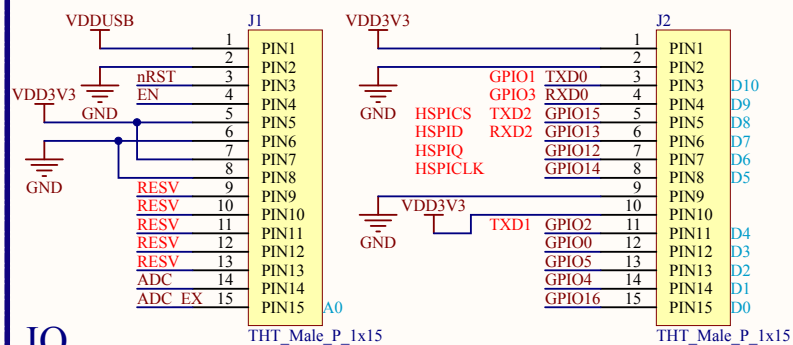 VDDUSB
J1
1 PIN1
2 PIN2
GND
nRST 3 PIN3
VDD3V3
EN 4 PIN4
5 PIN5
6 PIN6
7 PIN7
GND
8 PIN8
RESV 9 PIN9
RESV 10 PIN10
RESV 11 PIN11
RESV 12 PIN12
RESV 13 PIN13
ADC 14 PIN14
ADC_EX 15 PIN15 A0
THT_Male_P_1x15
VDD3V3
J2
1 PIN1
2 PIN2
GND
GPIO1 TXD0 3 PIN3 D10
GPIO3 RXD0 4 PIN4 D9
HSPICS TXD2 GPIO15 5 PIN5 D8
HSPID RXD2 GPIO13 6 PIN6 D7
HSPIQ GPIO12 7 PIN7 D6
HSPICLK GPIO14 8 PIN8 D5
9 PIN9
GND
VDD3V3
10 PIN10
TXD1 GPIO2 11 PIN11 D4
GPIO0 12 PIN12 D3
GPIO5 13 PIN13 D2
GPIO4 14 PIN14 D1
GPIO16 15 PIN15 D0
THT_Male_P_1x15
IO